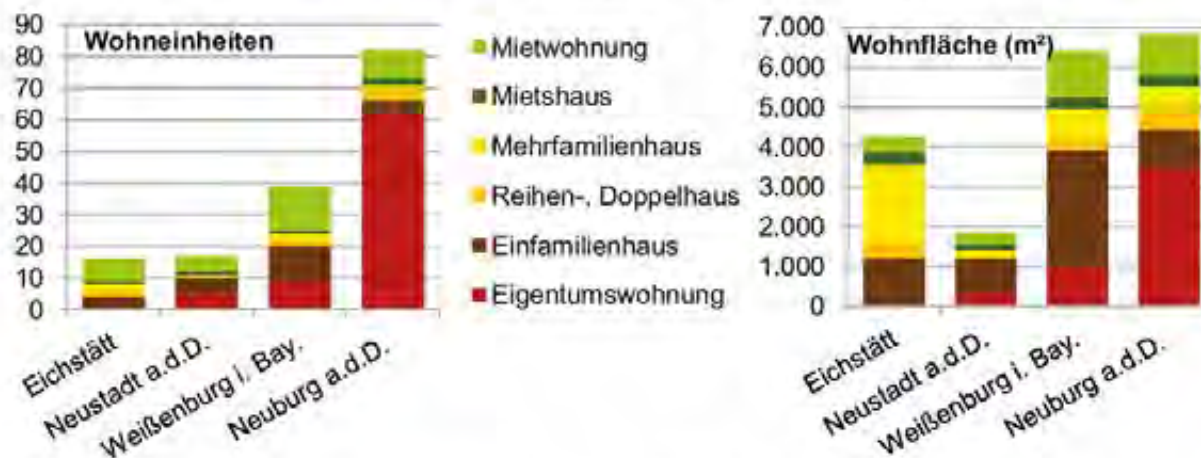 Wohneinheiten
90
80
70
60
50
40
30
20
10
0
Eichstätt
Neustadt a.d.D.
Weißenburg i. Bay.
Neuburg a.d.D.
Mietwohnung
Mietshaus
Mehrfamilienhaus
Reihen-, Doppelhaus
Einfamilienhaus
Eigentumswohnung
Wohnfläche (m²)
7.000
6.000
5.000
4.000
3.000
2.000
1.000
0
Eichstätt
Neustadt a.d.D.
Weißenburg i. Bay.
Neuburg a.d.D.